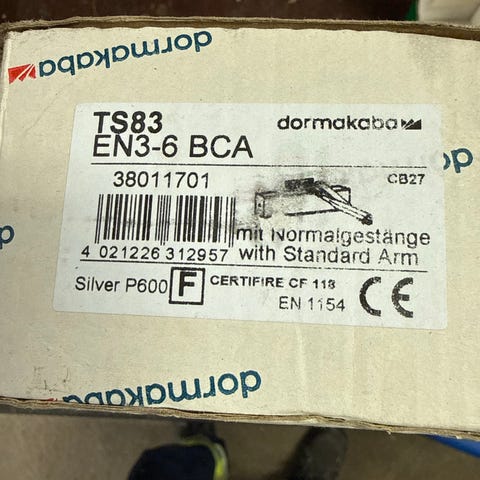 dormakaba
TS83
dormakaba
EN3-6 BCA
38011701
CB27
mit Normalgestänge
4 021226 312957
with Standard Arm
Silver P600
F
CERTIFIRE CF 118
EN 1154
CE
dormakaba